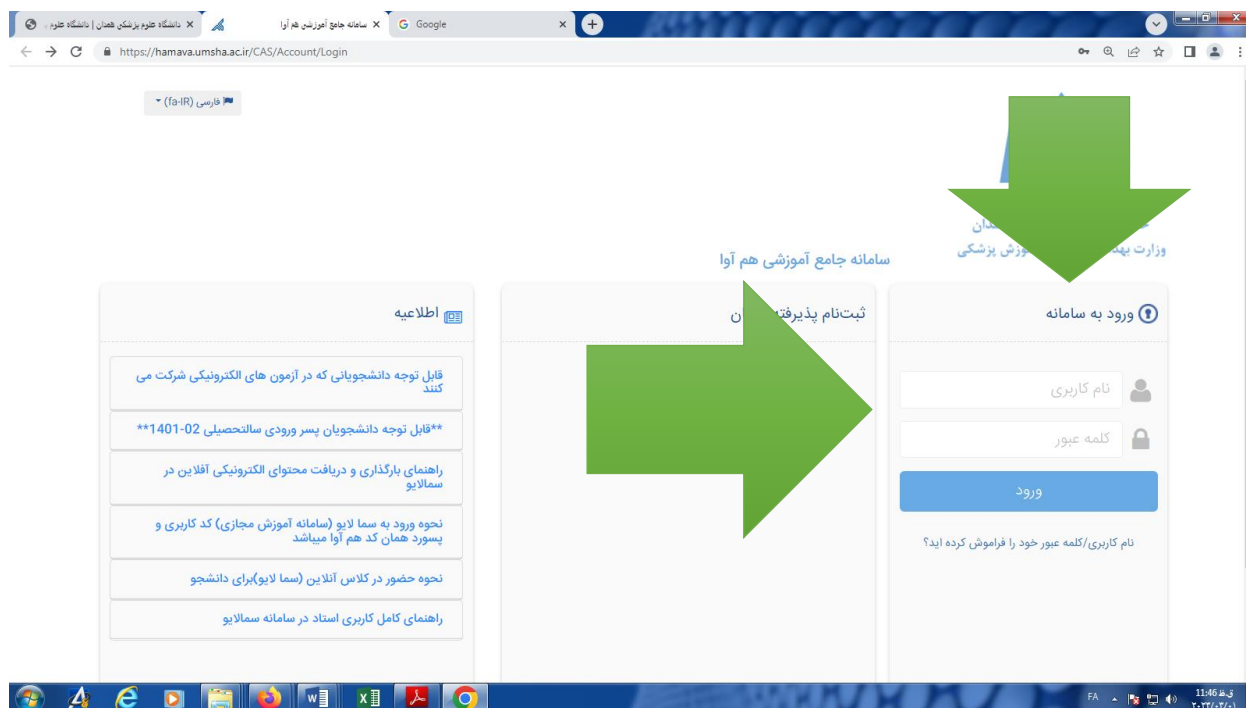 دانشگاه علوم پزشکی همدان | دانشگاه علوم
سامانه جامع آموزشی هم آوا
Google
https://hamava.umsha.ac.ir/CAS/Account/Login
فارسی (fa-IR)
وزارت آموزش پزشکی
سامانه جامع آموزشی هم آوا
ورود به سامانه
نام کاربری
کلمه عبور
ورود
نام کاربری/کلمه عبور خود را فراموش کرده اید؟
ثبت‌نام
اطلاعیه
قابل توجه دانشجویانی که در آزمون های الکترونیکی شرکت می
کنند
**قابل توجه دانشجویان پسر ورودی سالتحصیلی 02-1401**
راهنمای بارگذاری و دریافت محتوای الکترونیکی آفلاین در
سمالایو
نحوه ورود به سما لایو (سامانه آموزش مجازی) کد کاربری و
پسورد همان کد هم آوا میباشد
نحوه حضور در کلاس آنلاین (سما لایو)برای دانشجو
راهنمای کامل کاربری استاد در سامانه سمالایو
FA
11:46 ق.ظ